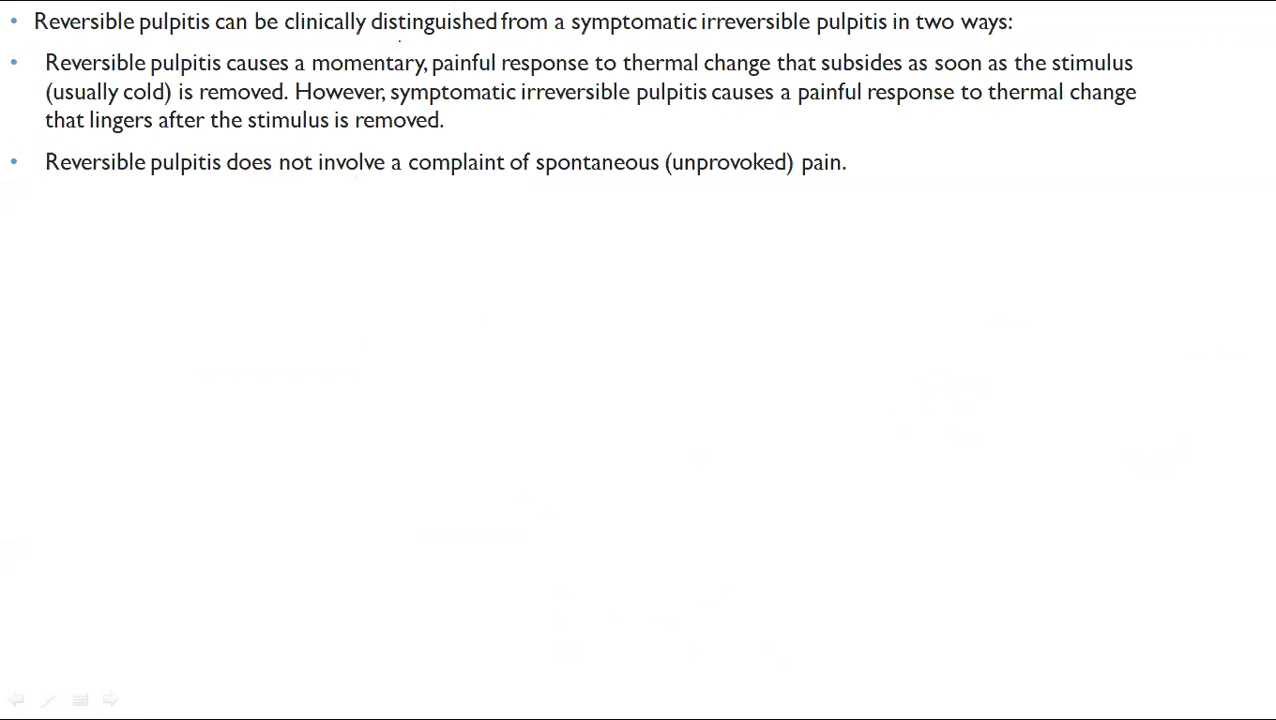 • Reversible pulpitis can be clinically distinguished from a symptomatic irreversible pulpitis in two ways:
• Reversible pulpitis causes a momentary, painful response to thermal change that subsides as soon as the stimulus
(usually cold) is removed. However, symptomatic irreversible pulpitis causes a painful response to thermal change
that lingers after the stimulus is removed.
• Reversible pulpitis does not involve a complaint of spontaneous (unprovoked) pain.